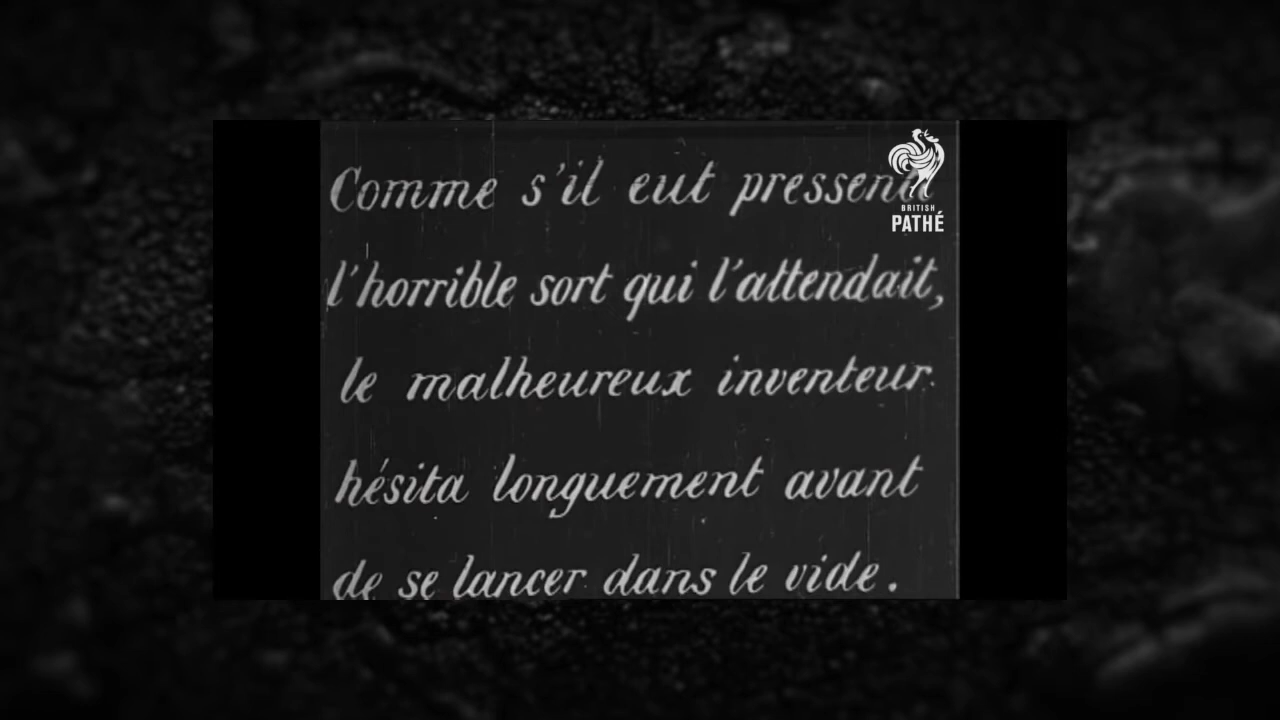 Comme s'il eut pressenti
l'horrible sort qui l'attendait,
le malheureux inventeur
hésita longuement avant
de se lancer dans le vide.
BRITISH
PATHÉ